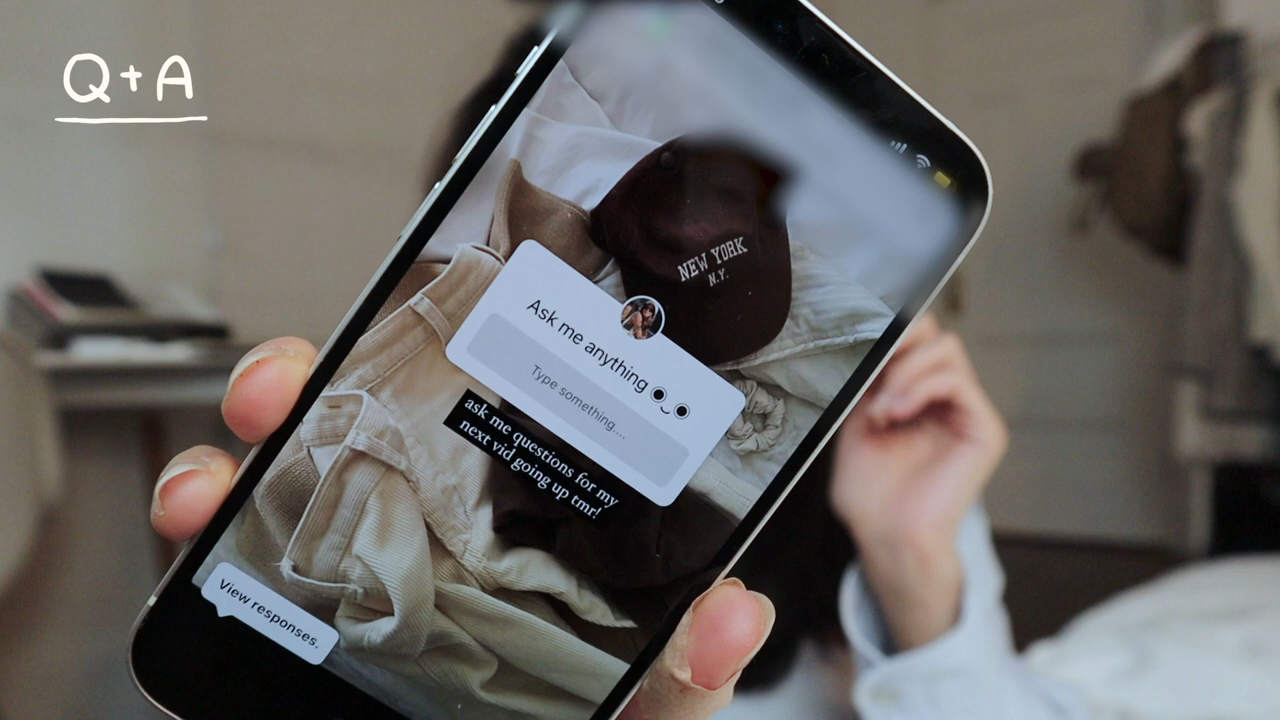 Q+A
NEW YORK
N.Y.
Ask me anything
Type something....
ask me questions for my
next vid going up tmr!
View responses.